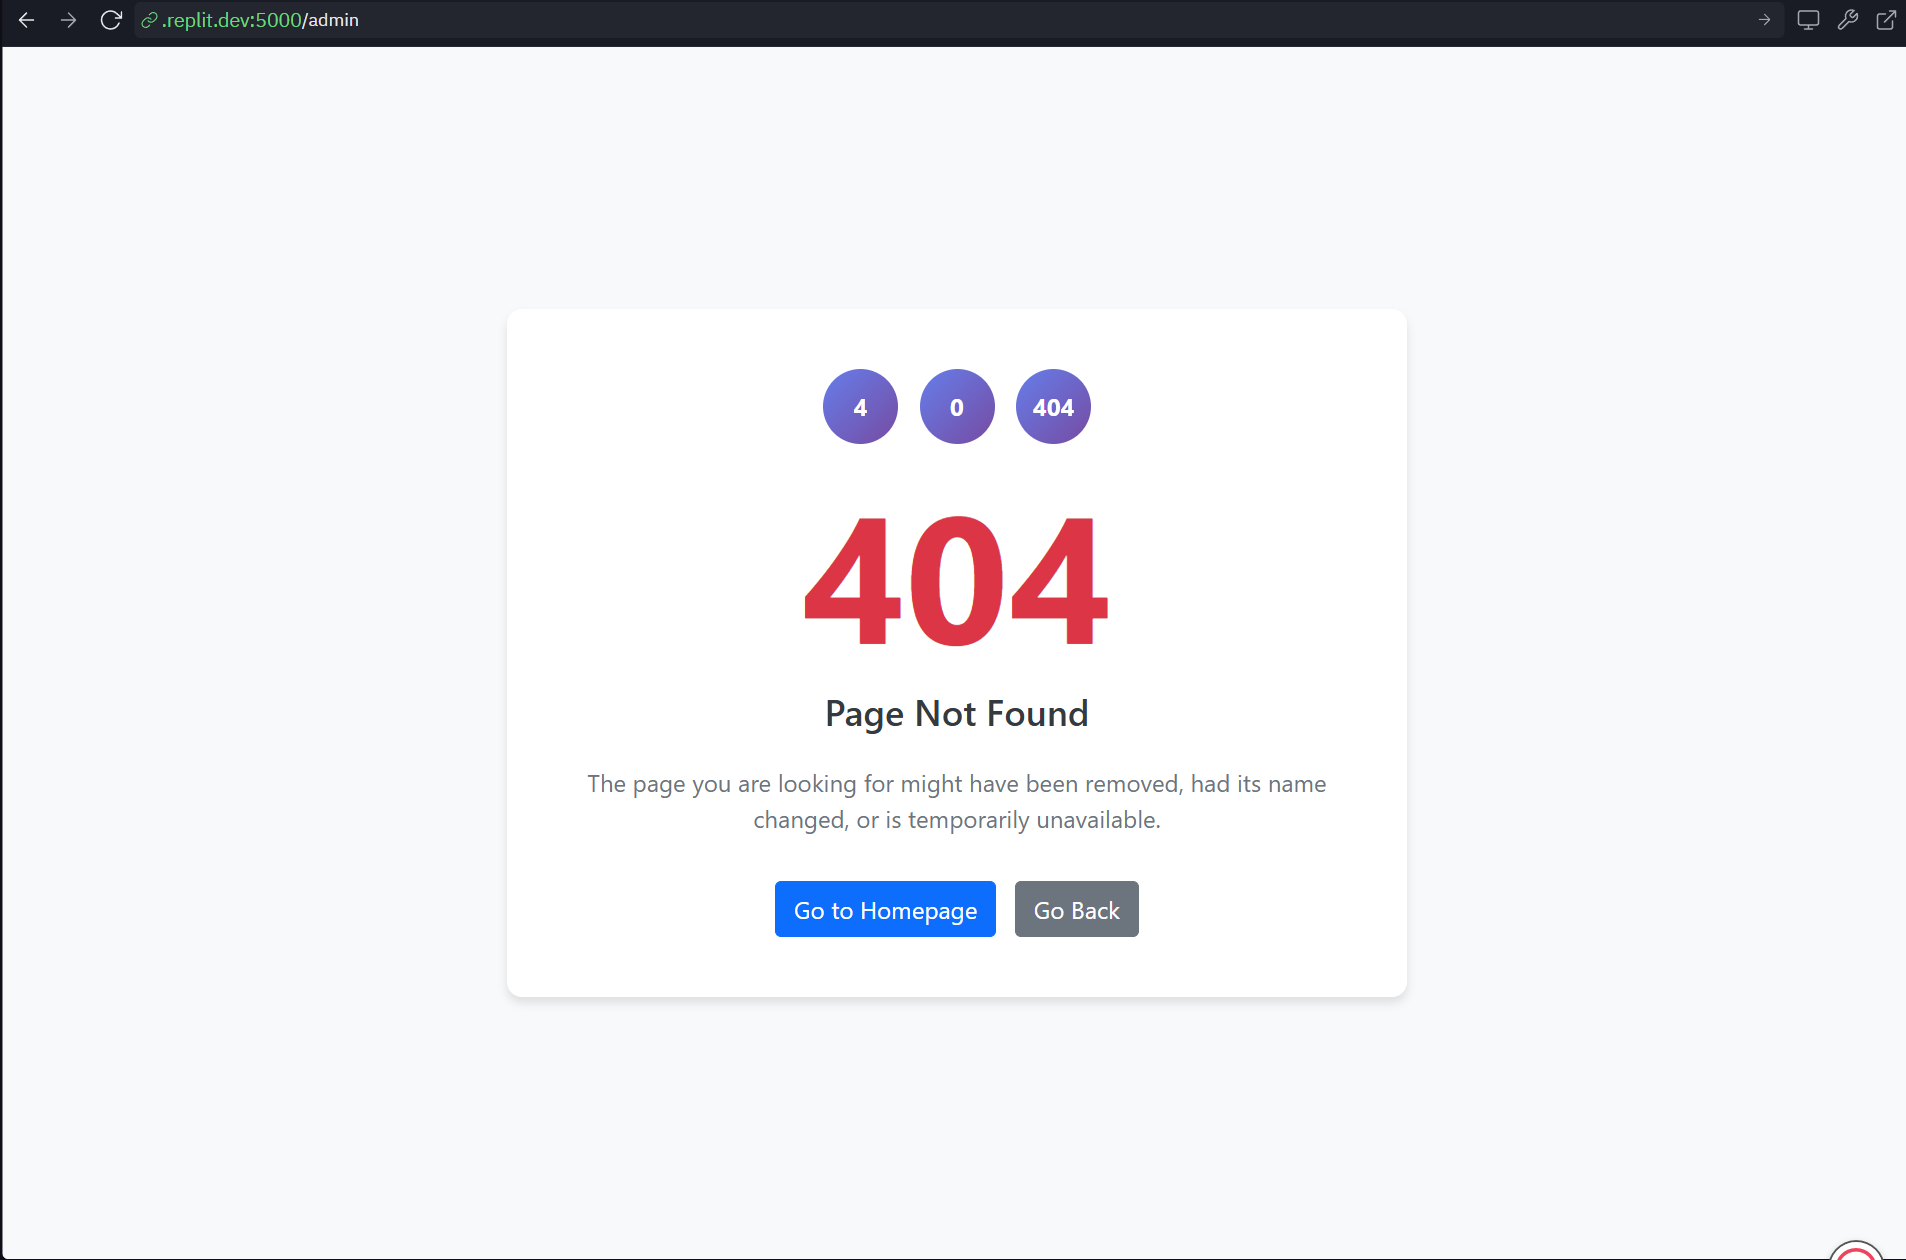 .replit.dev:5000/admin
4 0 404
404
Page Not Found
The page you are looking for might have been removed, had its name
changed, or is temporarily unavailable.
Go to Homepage Go Back